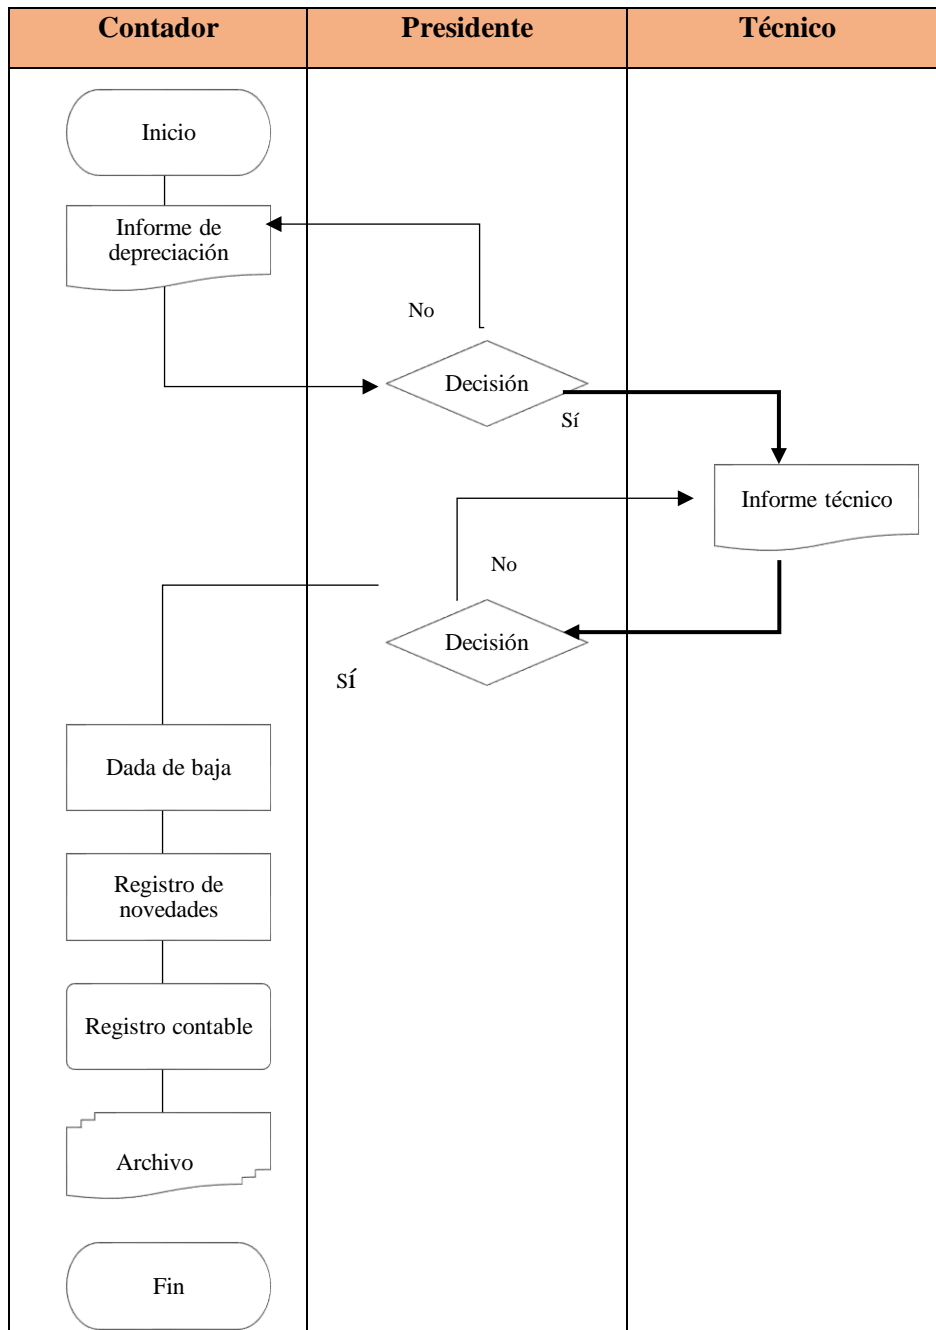 Contador
Presidente
Técnico
Inicio
Informe de
depreciación
No
Decisión
Sí
Informe técnico
No
Decisión
SÍ
Dada de baja
Registro de
novedades
Registro contable
Archivo
Fin